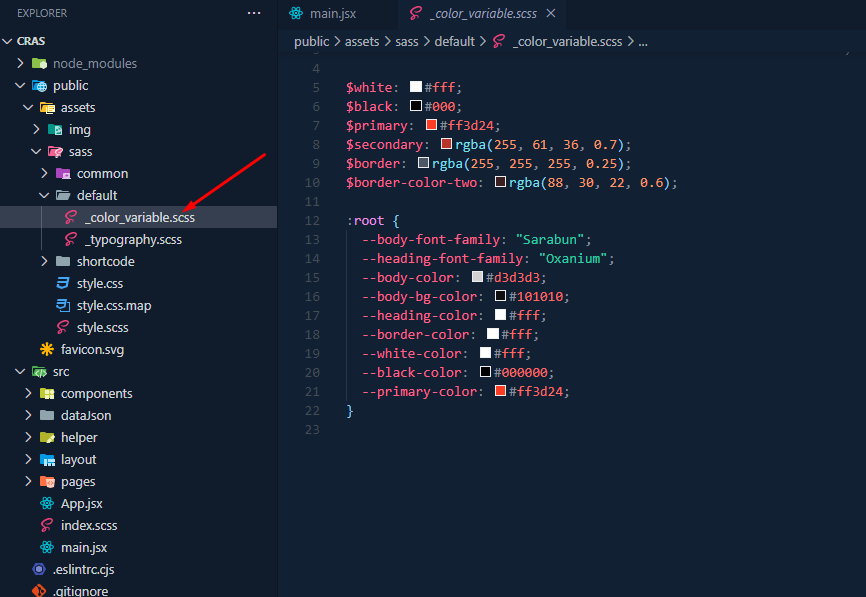 EXPLORER
CRAS
node_modules
public
assets
img
sass
common
default
_color_variable.scss
_typography.scss
shortcode
style.css
style.css.map
style.scss
favicon.svg
src
components
dataJson
helper
layout
pages
App.jsx
index.scss
main.jsx
.eslintrc.cjs
.gitignore
main.jsx
_color_variable.scss
public > assets > sass > default > _color_variable.scss > ...
4
5 $white: #fff;
6 $black: #000;
7 $primary: #ff3d24;
8 $secondary: rgba(255, 61, 36, 0.7);
9 $border: rgba(255, 255, 255, 0.25);
10 $border-color-two: rgba(88, 30, 22, 0.6);
11
12 :root {
13 --body-font-family: "Sarabun";
14 --heading-font-family: "Oxanium";
15 --body-color: #d3d3d3;
16 --body-bg-color: #101010;
17 --heading-color: #fff;
18 --border-color: #fff;
19 --white-color: #fff;
20 --black-color: #000000;
21 --primary-color: #ff3d24;
22 }
23